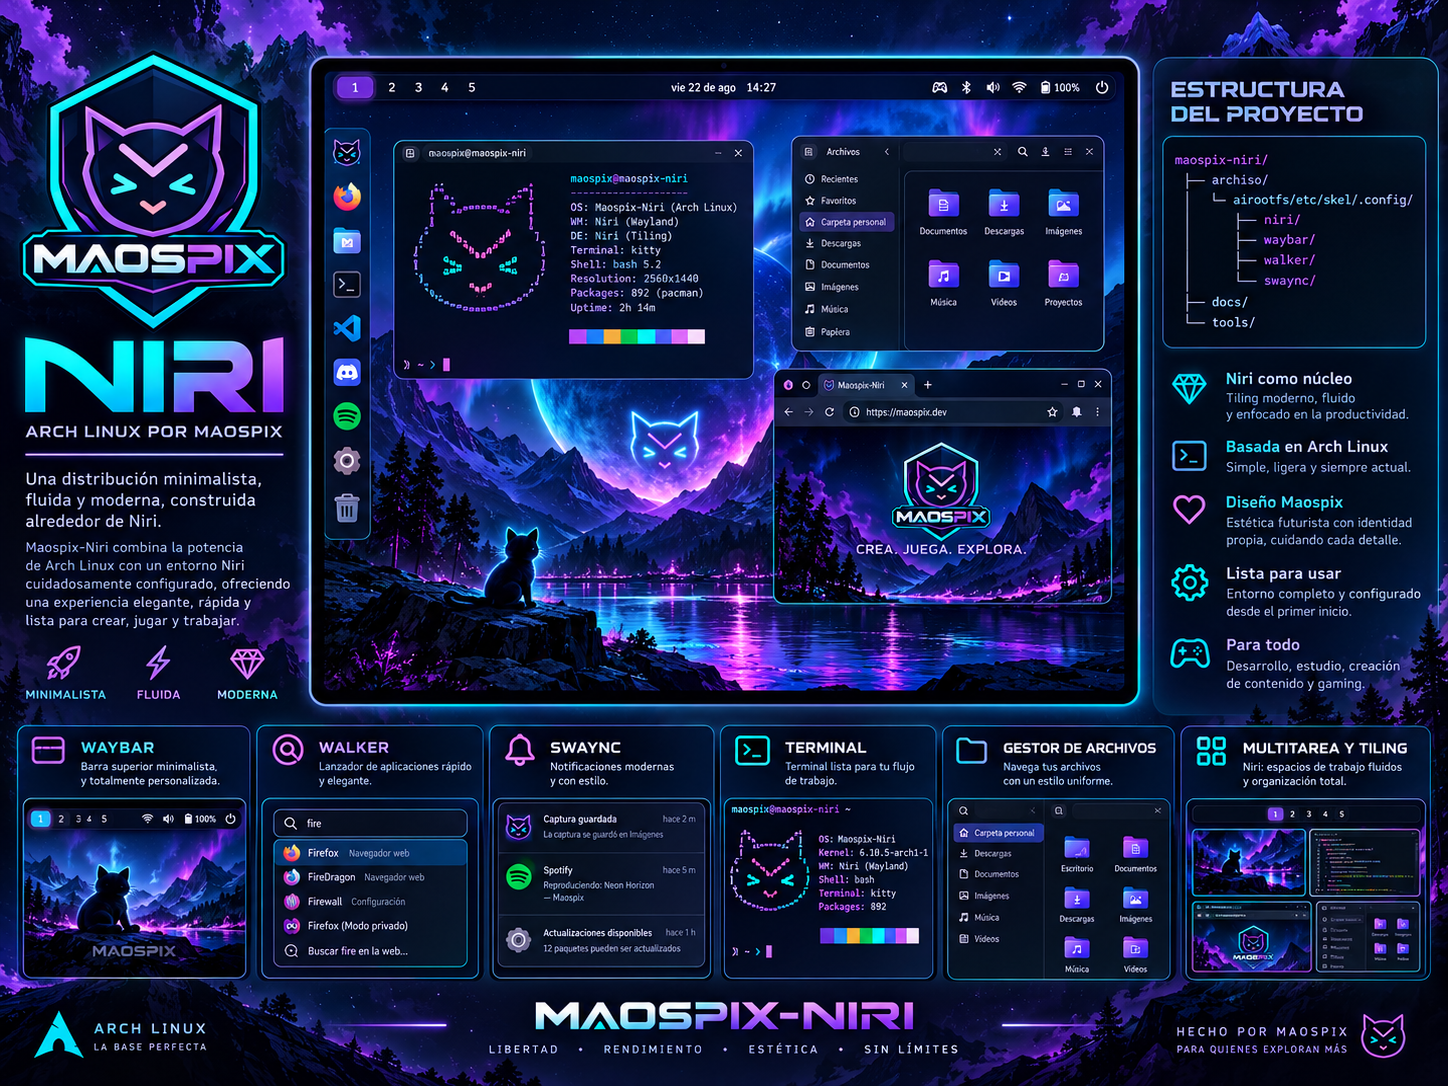 MAOSPIX
NIRI
ARCH LINUX POR MAOSPIX
Una distribución minimalista,
fluida y moderna, construida
alrededor de Niri.
Maospix-Niri combina la potencia
de Arch Linux con un entorno Niri
cuidadosamente configurado, ofreciendo
una experiencia elegante, rápida y
lista para crear, jugar y trabajar.
MINIMALISTA
FLUIDA
MODERNA
1 2 3 4 5
vie 22 de ago 14:27
100%
maospix@maospix-niri
maospix@maospix-niri
OS: Maospix-Niri (Arch Linux)
WM: Niri (Wayland)
DE: Niri (Tiling)
Terminal: kitty
Shell: bash 5.2
Resolution: 2560x1440
Packages: 892 (pacman)
Uptime: 2h 14m
» ~ >
Archivos
Recientes
Favoritos
Carpeta personal
Descargas
Documentos
Imágenes
Música
Papelera
Documentos
Descargas
Imágenes
Música
Vídeos
Proyectos
Maospix-Niri
https://maospix.dev
MAOSPIX
CREA. JUEGA. EXPLORA.
ESTRUCTURA
DEL PROYECTO
maospix-niri/
├── archiso/
│ └─ airootfs/etc/skel/.config/
│ ├── niri/
│ ├── waybar/
│ ├── walker/
│ └── swaync/
├── docs/
└── tools/
Niri como núcleo
Tiling moderno, fluido
y enfocado en la productividad.
Basada en Arch Linux
Simple, ligera y siempre actual.
Diseño Maospix
Estética futurista con identidad
propia, cuidando cada detalle.
Lista para usar
Entorno completo y configurado
desde el primer inicio.
Para todo
Desarrollo, estudio, creación
de contenido y gaming.
WAYBAR
Barra superior minimalista,
y totalmente personalizada.
1 2 3 4 5
100%
MAOSPIX
WALKER
Lanzador de aplicaciones rápido
y elegante.
fire
Firefox Navegador web
FireDragon Navegador web
Firewall Configuración
Firefox (Modo privado)
Buscar fire en la web...
SWAYNC
Notificaciones modernas
y con estilo.
Captura guardada hace 2 m
La captura se guardó en Imágenes
Spotify hace 5 m
Reproduciendo: Neon Horizon
— Maospix
Actualizaciones disponibles hace 1 h
12 paquetes pueden ser actualizados
TERMINAL
Terminal lista para tu flujo
de trabajo.
maospix@maospix-niri ~
OS: Maospix-Niri
Kernel: 6.10.5-arch1-1
WM: Niri (Wayland)
Shell: bash
Terminal: kitty
Packages: 892
» ~ >
GESTOR DE ARCHIVOS
Navega tus archivos
con un estilo uniforme.
Carpeta personal
Descargas
Documentos
Imágenes
Música
Vídeos
Escritorio
Documentos
Descargas
Imágenes
Música
Vídeos
MULTITAREA Y TILING
Niri: espacios de trabajo fluidos
y organización total.
1 2 3 4 5
MAOSPIX
ARCH LINUX
LA BASE PERFECTA
MAOSPIX-NIRI
LIBERTAD • RENDIMIENTO • ESTÉTICA • SIN LÍMITES
HECHO POR MAOSPIX
PARA QUIENES EXPLORAN MÁS